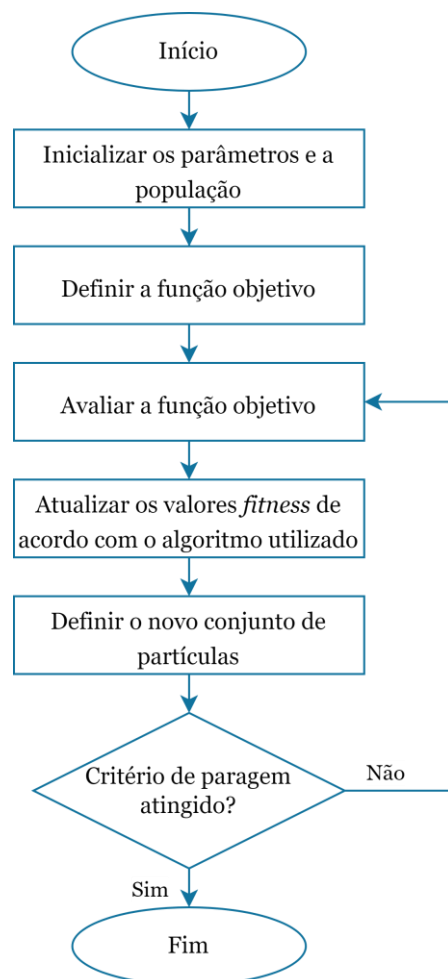 Início
Inicializar os parâmetros e a
população
Definir a função objetivo
Avaliar a função objetivo
Atualizar os valores fitness de
acordo com o algoritmo utilizado
Definir o novo conjunto de
partículas
Critério de paragem
atingido?
Não
Sim
Fim